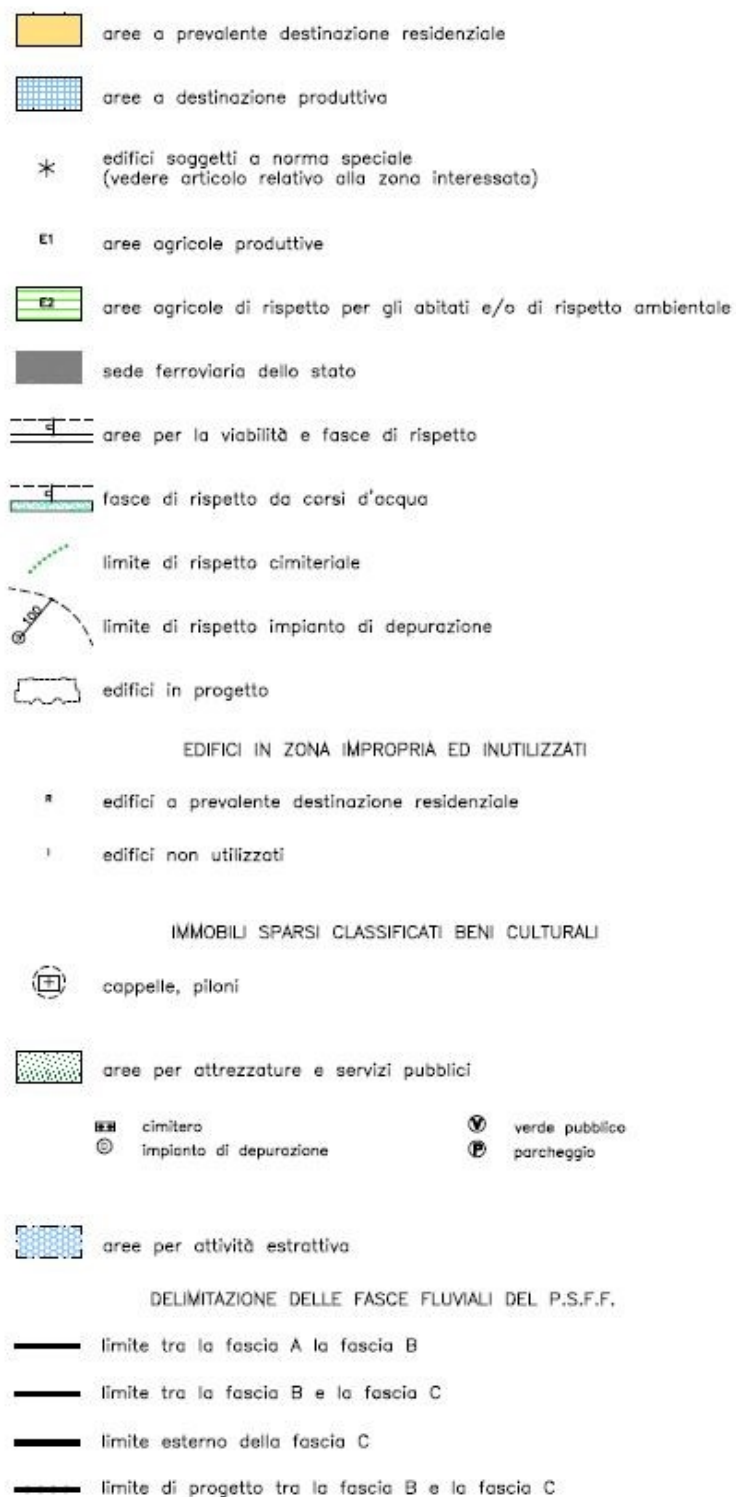 aree a prevalente destinazione residenziale
aree a destinazione produttiva
edifici soggetti a norma speciale
(vedere articolo relativo alla zona interessata)
E1 aree agricole produttive
E2 aree agricole di rispetto per gli abitati e/o di rispetto ambientale
sede ferroviaria dello stato
d aree per la viabilità e fasce di rispetto
d fasce di rispetto da corsi d'acqua
limite di rispetto cimiteriale
100 limite di rispetto impianto di depurazione
edifici in progetto
EDIFICI IN ZONA IMPROPRIA ED INUTILIZZATI
R edifici a prevalente destinazione residenziale
I edifici non utilizzati
IMMOBILI SPARSI CLASSIFICATI BENI CULTURALI
cappelle, piloni
aree per attrezzature e servizi pubblici
cimitero V verde pubblico
impianto di depurazione P parcheggio
aree per attività estrattiva
DELIMITAZIONE DELLE FASCE FLUVIALI DEL P.S.F.F.
limite tra la fascia A la fascia B
limite tra la fascia B e la fascia C
limite esterno della fascia C
limite di progetto tra la fascia B e la fascia C